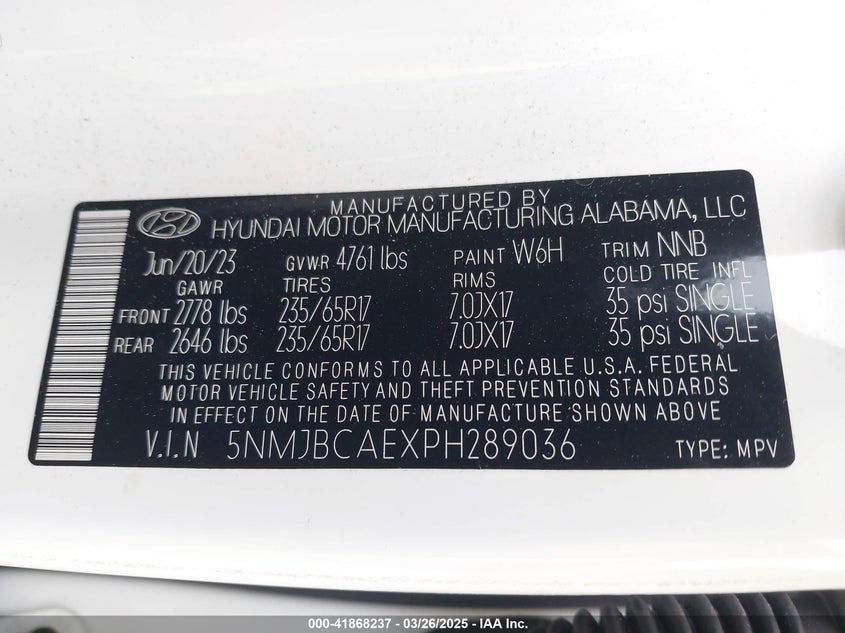 MANUFACTURED BY
HYUNDAI MOTOR MANUFACTURING ALABAMA, LLC
Jun/20/23 GVWR 4761 lbs PAINT W6H TRIM NNB
GAWR TIRES RIMS COLD TIRE INFL
FRONT 2778 lbs 235/65R17 7.0JX17 35 psi SINGLE
REAR 2646 lbs 235/65R17 7.0JX17 35 psi SINGLE
THIS VEHICLE CONFORMS TO ALL APPLICABLE U.S.A. FEDERAL
MOTOR VEHICLE SAFETY AND THEFT PREVENTION STANDARDS
IN EFFECT ON THE DATE OF MANUFACTURE SHOWN ABOVE
V.I.N 5NMJBCAEXPH289036 TYPE: MPV
000-41868237 - 03/26/2025 - IAA Inc.